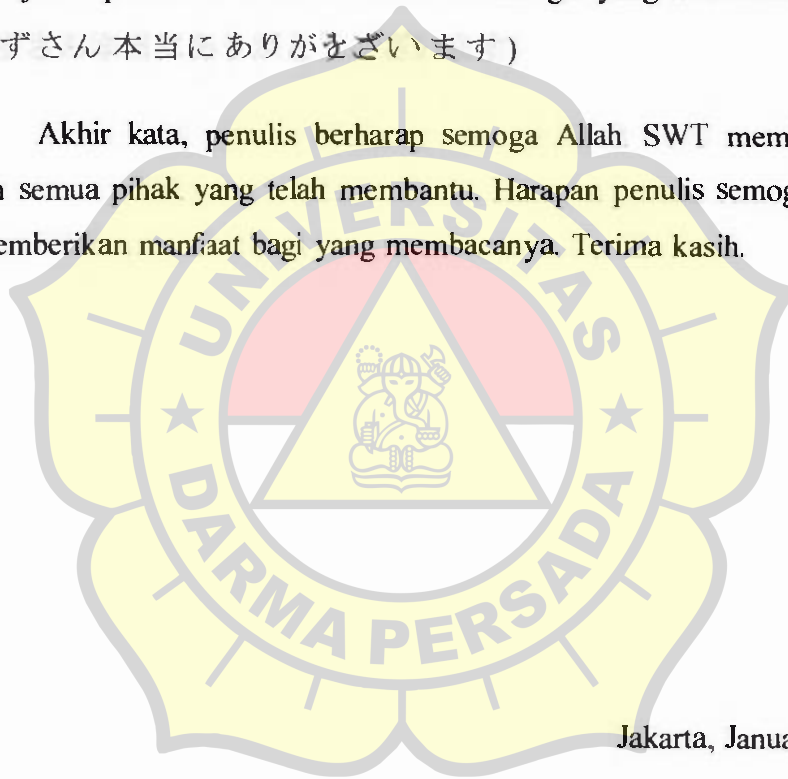 ずさん本当にありがとざいます)
Akhir kata, penulis berharap semoga Allah SWT mem
semua pihak yang telah membantu. Harapan penulis semog
emberikan manfaat bagi yang membacanya. Terima kasih.
UNIVERSITAS
DARMA PERSADA
Jakarta, Janua